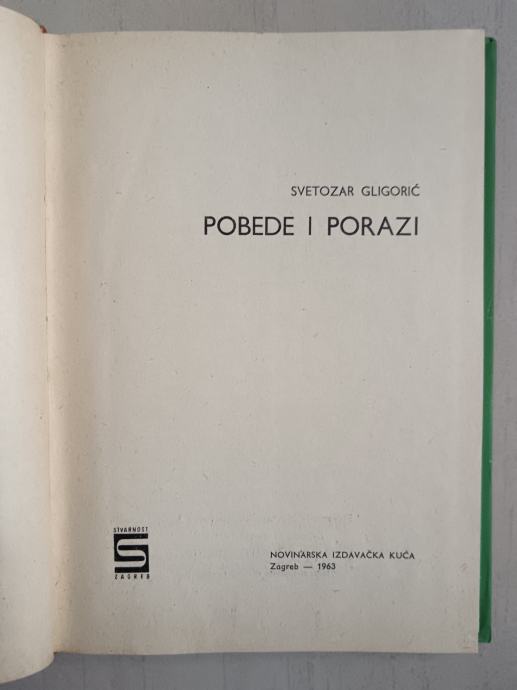 SVETOZAR GLIGORIĆ
POBEDE I PORAZI
STVARNOST
S
ZAGREB
NOVINARSKA IZDAVAČKA KUĆA
Zagreb — 1963